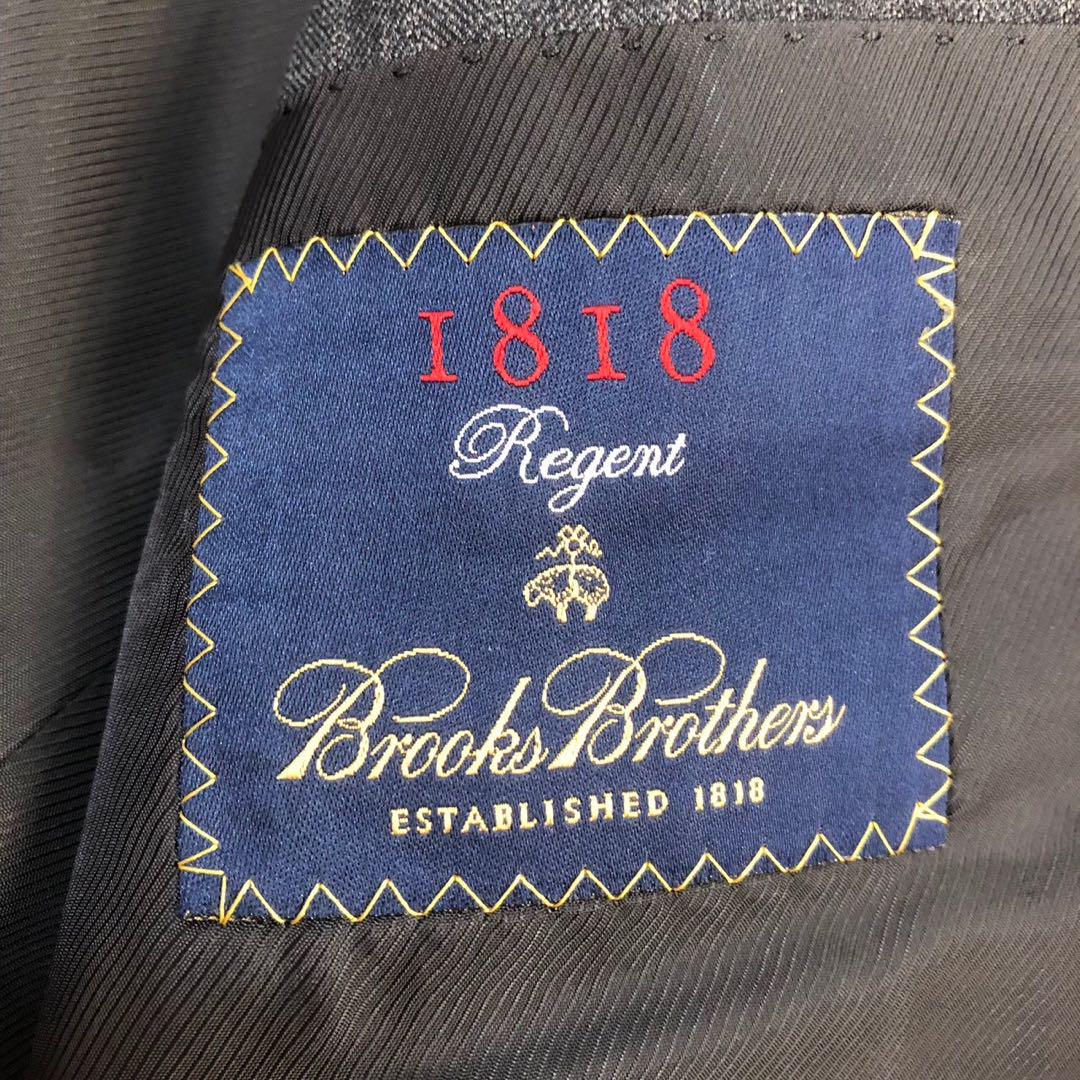 1818
Regent
Brooks Brothers
ESTABLISHED 1818